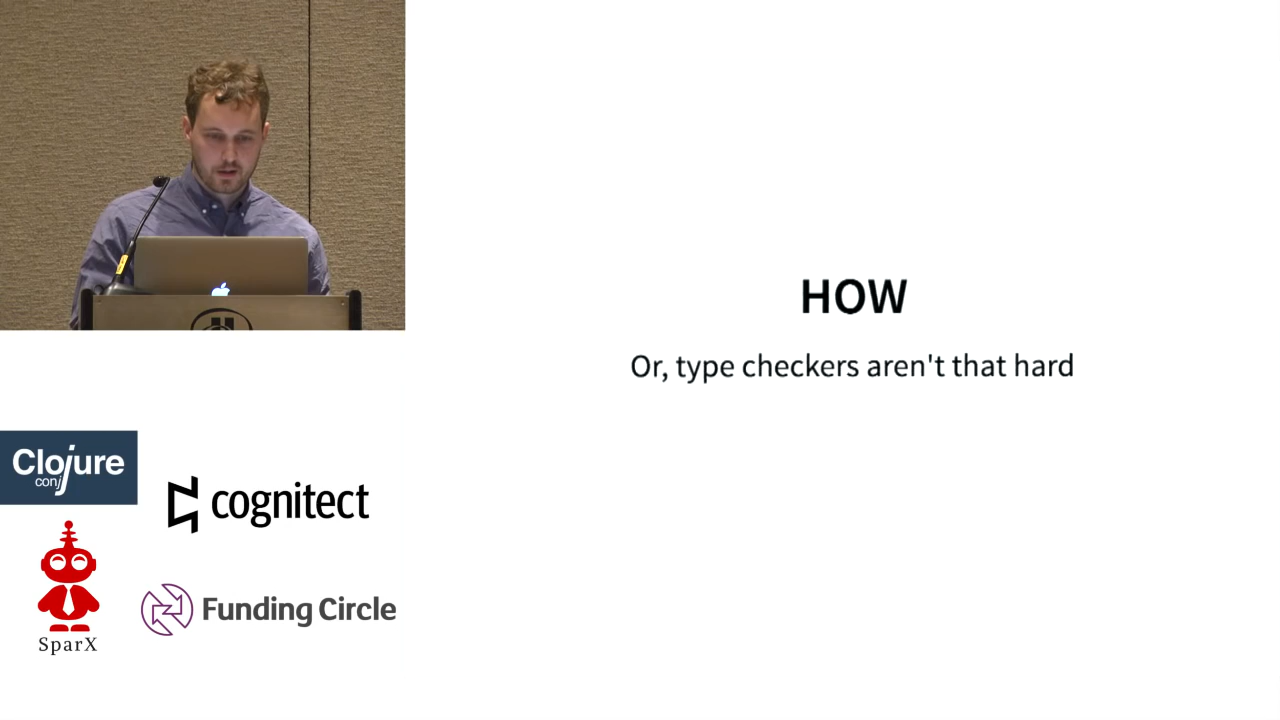 HOW
Or, type checkers aren't that hard
Clojure
conj
cognitect
SparX
Funding Circle